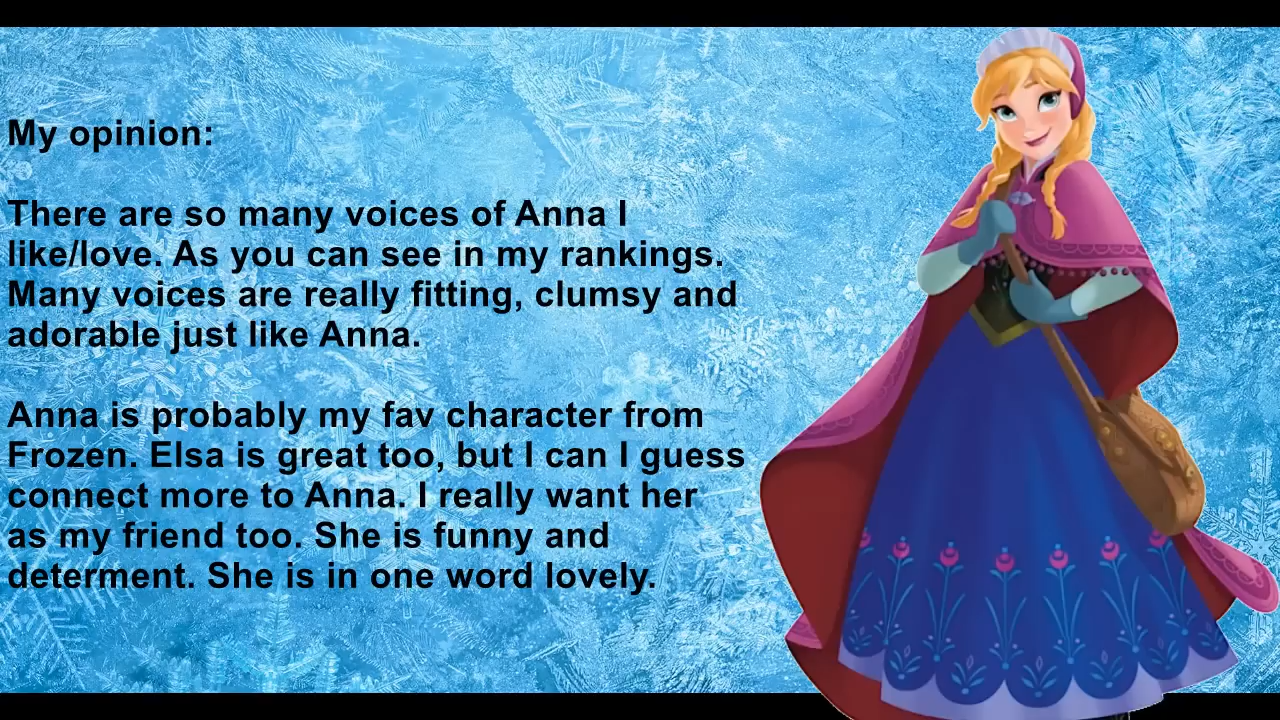 My opinion:
There are so many voices of Anna I
like/love. As you can see in my rankings.
Many voices are really fitting, clumsy and
adorable just like Anna.
Anna is probably my fav character from
Frozen. Elsa is great too, but I can I guess
connect more to Anna. I really want her
as my friend too. She is funny and
determent. She is in one word lovely.